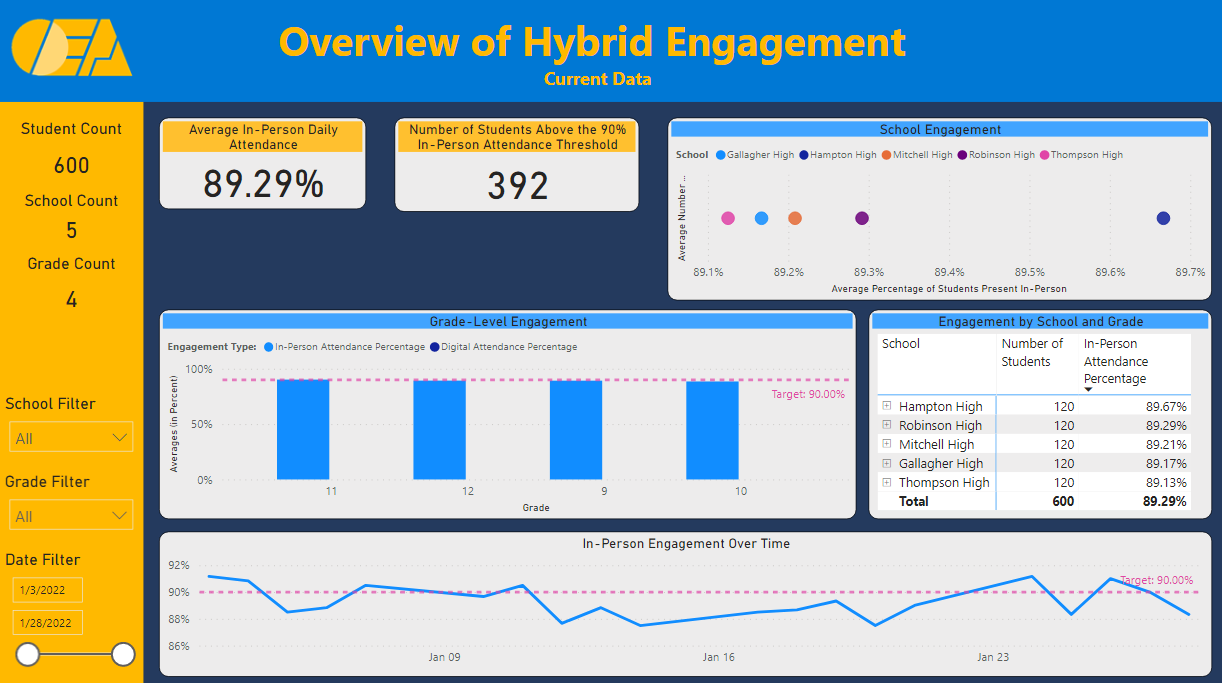 OEA
Overview of Hybrid Engagement
Current Data
Student Count
600
School Count
5
Grade Count
4
School Filter
All
Grade Filter
All
Date Filter
1/3/2022
1/28/2022
Average In-Person Daily
Attendance
89.29%
Number of Students Above the 90%
In-Person Attendance Threshold
392
School Engagement
School Gallagher High Hampton High Mitchell High Robinson High Thompson High
Average Number ...
89.1% 89.2% 89.3% 89.4% 89.5% 89.6% 89.7%
Average Percentage of Students Present In-Person
Grade-Level Engagement
Engagement Type: In-Person Attendance Percentage Digital Attendance Percentage
Averages (in Percent)
100%
Target: 90.00%
50%
0%
11 12 9 10
Grade
Engagement by School and Grade
School Number of Students In-Person Attendance Percentage
Hampton High 120 89.67%
Robinson High 120 89.29%
Mitchell High 120 89.21%
Gallagher High 120 89.17%
Thompson High 120 89.13%
Total 600 89.29%
In-Person Engagement Over Time
92%
Target: 90.00%
90%
88%
86%
Jan 09 Jan 16 Jan 23